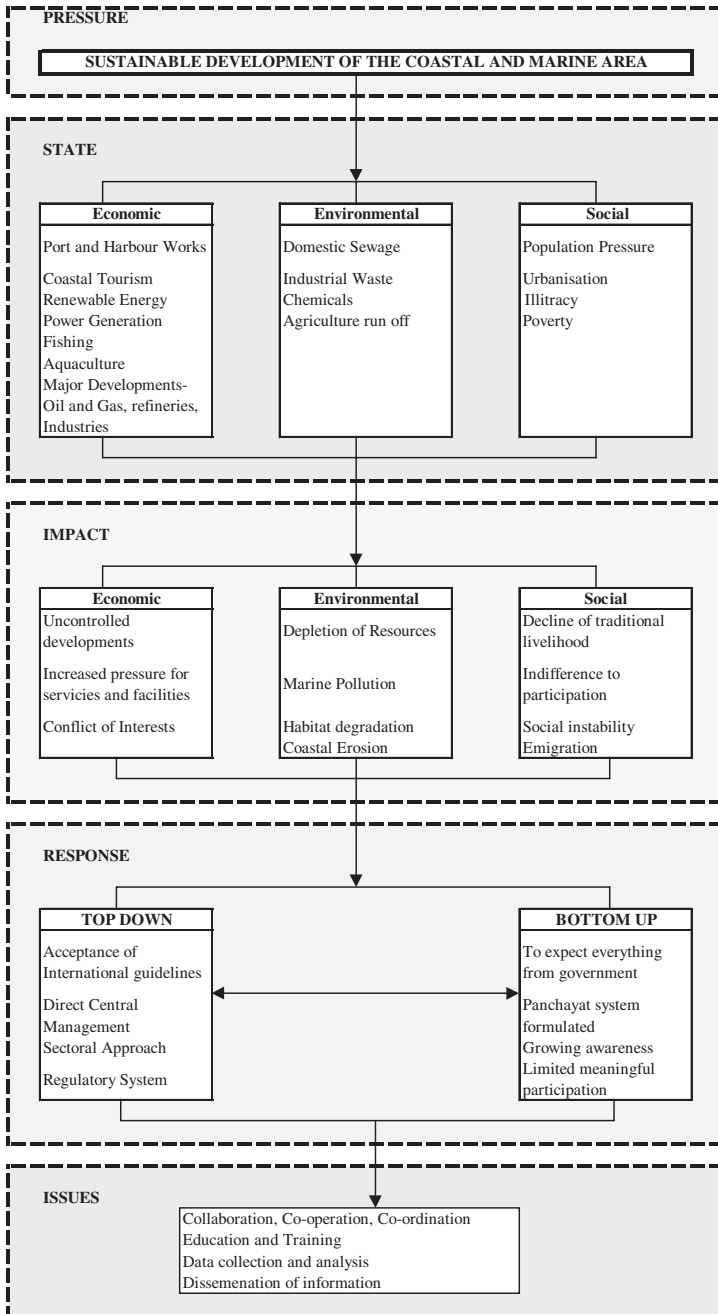 PRESSURE
SUSTAINABLE DEVELOPMENT OF THE COASTAL AND MARINE AREA
STATE
Economic
Port and Harbour Works
Coastal Tourism
Renewable Energy
Power Generation
Fishing
Aquaculture
Major Developments-
Oil and Gas, refineries,
Industries
Environmental
Domestic Sewage
Industrial Waste
Chemicals
Agriculture run off
Social
Population Pressure
Urbanisation
Illitracy
Poverty
IMPACT
Economic
Uncontrolled
developments
Increased pressure for
servicies and facilities
Conflict of Interests
Environmental
Depletion of Resources
Marine Pollution
Habitat degradation
Coastal Erosion
Social
Decline of traditional
livelihood
Indifference to
participation
Social instability
Emigration
RESPONSE
TOP DOWN
Acceptance of
International guidelines
Direct Central
Management
Sectoral Approach
Regulatory System
BOTTOM UP
To expect everything
from government
Panchayat system
formulated
Growing awareness
Limited meaningful
participation
ISSUES
Collaboration, Co-operation, Co-ordination
Education and Training
Data collection and analysis
Dissemenation of information